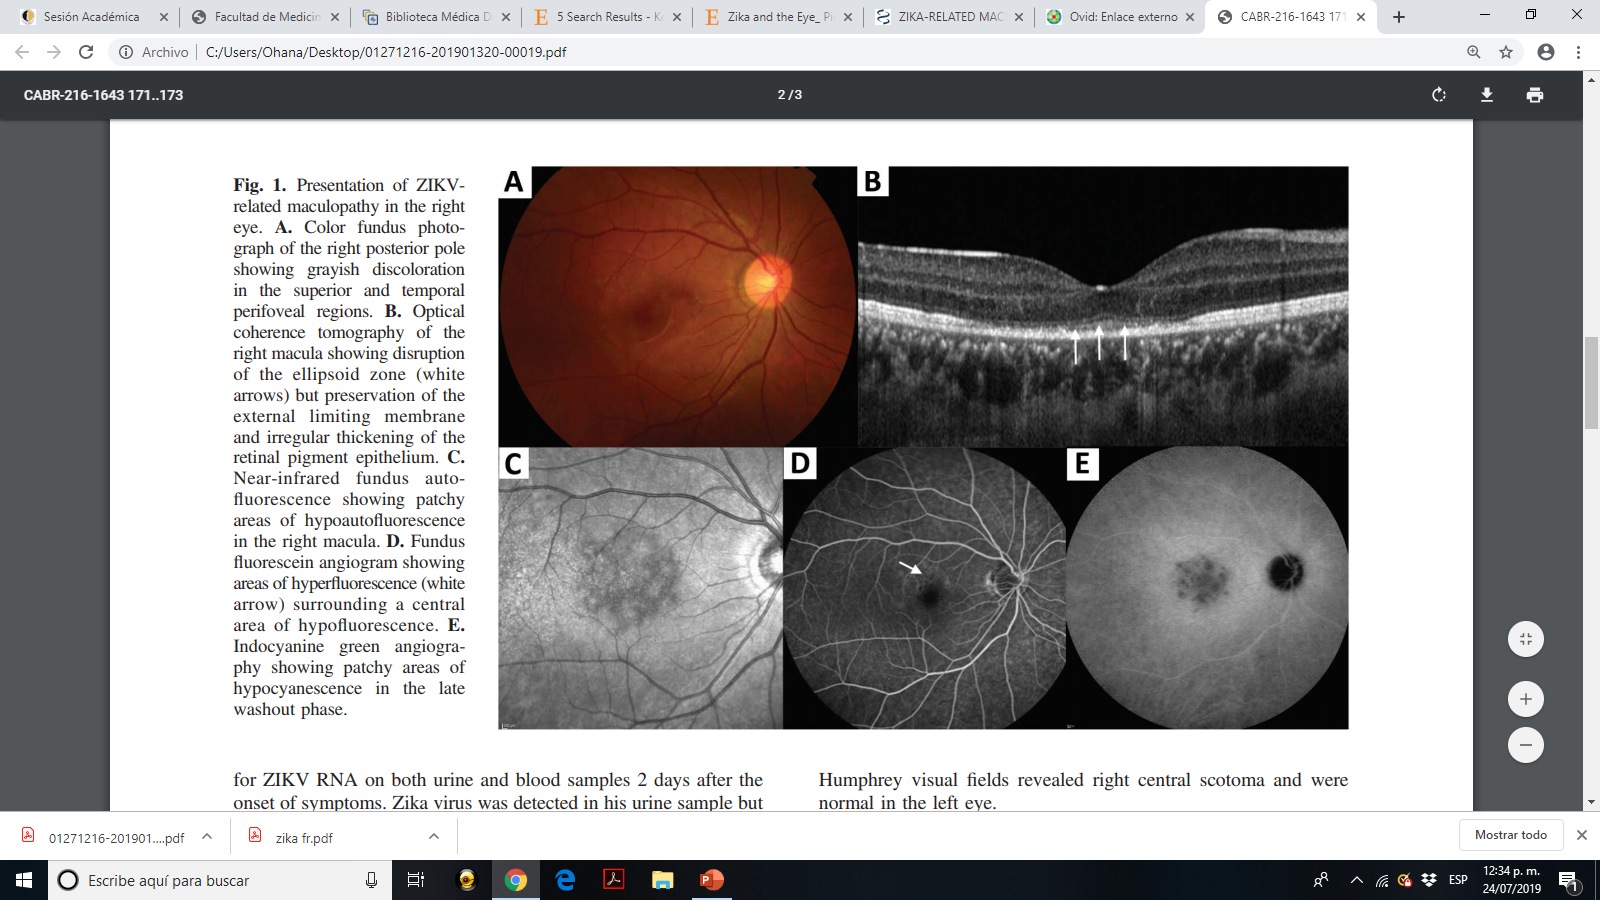 Sesión Académica
Facultad de Medicin
Biblioteca Médica D
5 Search Results - K
Zika and the Eye_ Pi
ZIKA-RELATED MAC
Ovid: Enlace externo
CABR-216-1643 171
Archivo
C:/Users/Ohana/Desktop/01271216-201901320-00019.pdf
CABR-216-1643 171..173
2 / 3
Fig. 1. Presentation of ZIKV-
related maculopathy in the right
eye. A. Color fundus photo-
graph of the right posterior pole
showing grayish discoloration
in the superior and temporal
perifoveal regions. B. Optical
coherence tomography of the
right macula showing disruption
of the ellipsoid zone (white
arrows) but preservation of the
external limiting membrane
and irregular thickening of the
retinal pigment epithelium. C.
Near-infrared fundus auto-
fluorescence showing patchy
areas of hypoautofluorescence
in the right macula. D. Fundus
fluorescein angiogram showing
areas of hyperfluorescence (white
arrow) surrounding a central
area of hypofluorescence. E.
Indocyanine green angiogra-
phy showing patchy areas of
hypocyanescence in the late
washout phase.
A
B
C
D
E
for ZIKV RNA on both urine and blood samples 2 days after the
onset of symptoms. Zika virus was detected in his urine sample but
Humphrey visual fields revealed right central scotoma and were
normal in the left eye.
01271216-201901....pdf
zika fr.pdf
Mostrar todo
Escribe aquí para buscar
ESP
12:34 p. m.
24/07/2019
1